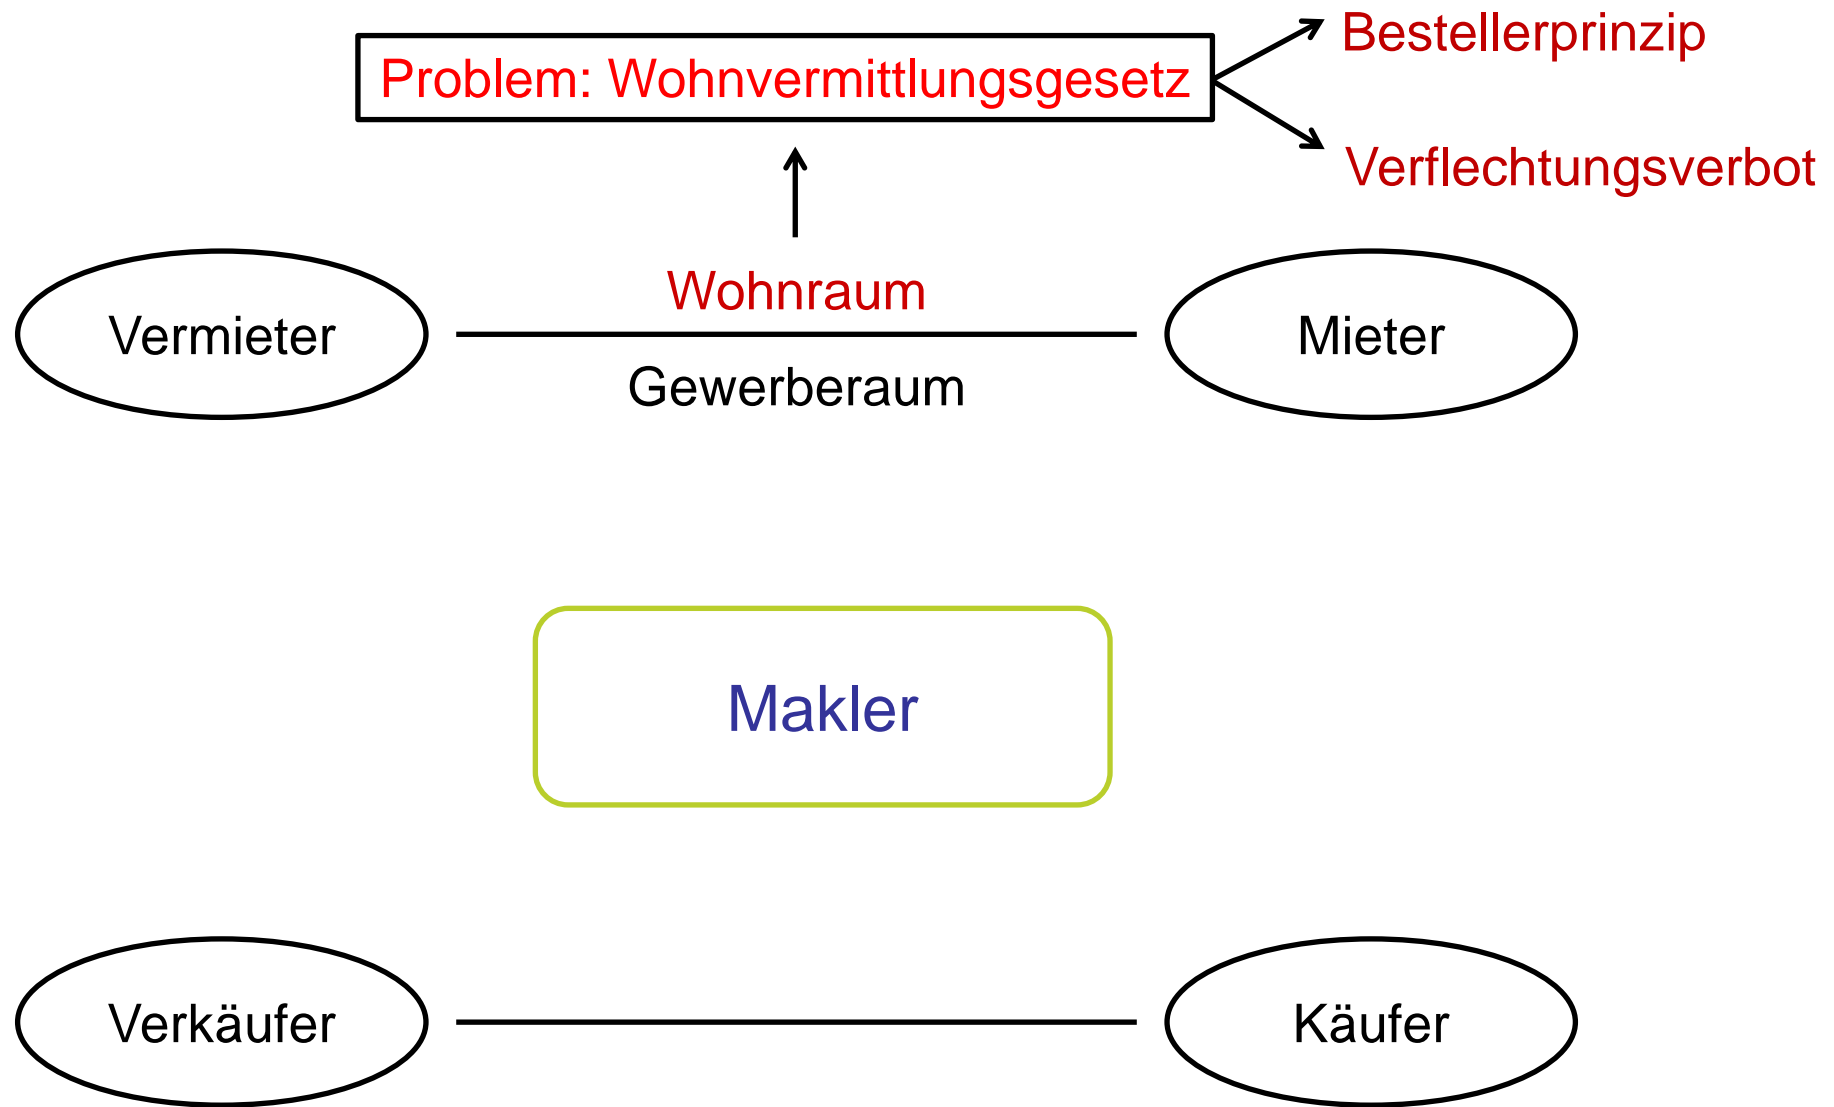 Bestellerprinzip
Problem: Wohnvermittlungsgesetz
Verflechtungsverbot
Wohnraum
Vermieter
Mieter
Gewerberaum
Makler
Verkäufer
Käufer